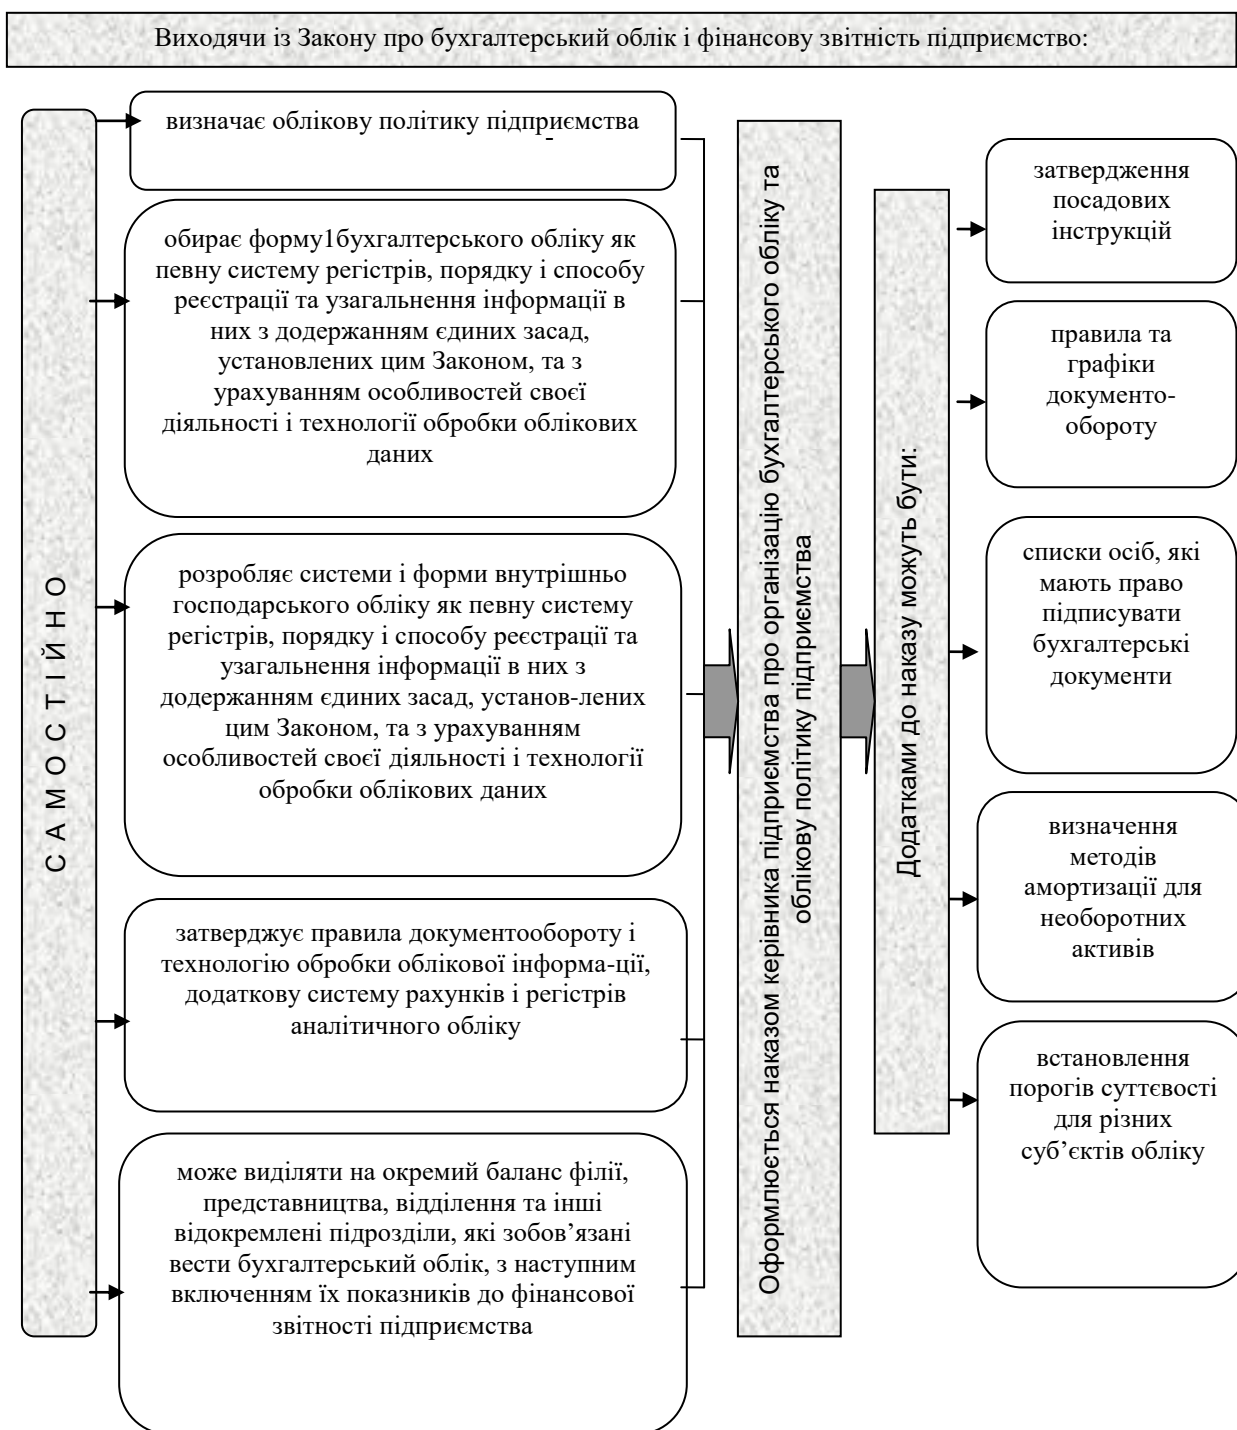 Виходячи із Закону про бухгалтерський облік і фінансову звітність підприємство:
САМОСТІЙНО
визначає облікову політику підприємства
обирає форму1бухгалтерського обліку як
певну систему регістрів, порядку і способу
реєстрації та узагальнення інформації в
них з додержанням єдиних засад,
установлених цим Законом, та з
урахуванням особливостей своєї
діяльності і технології обробки облікових
даних
розробляє системи і форми внутрішньо
господарського обліку як певну систему
регістрів, порядку і способу реєстрації та
узагальнення інформації в них з
додержанням єдиних засад, установ-лених
цим Законом, та з урахуванням
особливостей своєї діяльності і технології
обробки облікових даних
затверджує правила документообороту і
технологію обробки облікової інформа-ції,
додаткову систему рахунків і регістрів
аналітичного обліку
може виділяти на окремий баланс філії,
представництва, відділення та інші
відокремлені підрозділи, які зобов’язані
вести бухгалтерський облік, з наступним
включенням їх показників до фінансової
звітності підприємства
Оформлюється наказом керівника підприємства про організацію бухгалтерського обліку та
облікову політику підприємства
Додатками до наказу можуть бути:
затвердження
посадових
інструкцій
правила та
графіки
документо-
обороту
списки осіб, які
мають право
підписувати
бухгалтерські
документи
визначення
методів
амортизації для
необоротних
активів
встановлення
порогів суттєвості
для різних
суб’єктів обліку